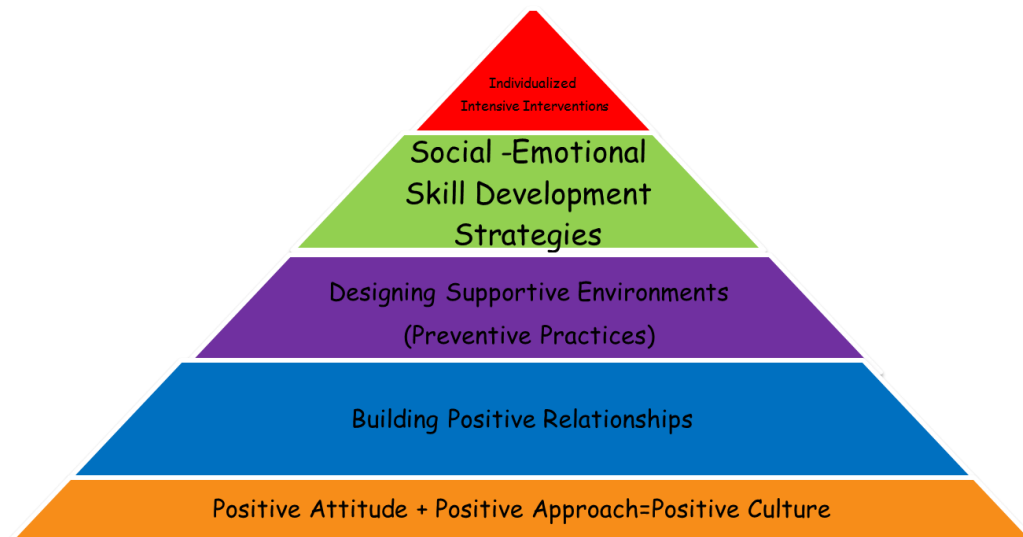 Individualized
Intensive Interventions
Social -Emotional
Skill Development
Strategies
Designing Supportive Environments
(Preventive Practices)
Building Positive Relationships
Positive Attitude + Positive Approach=Positive Culture